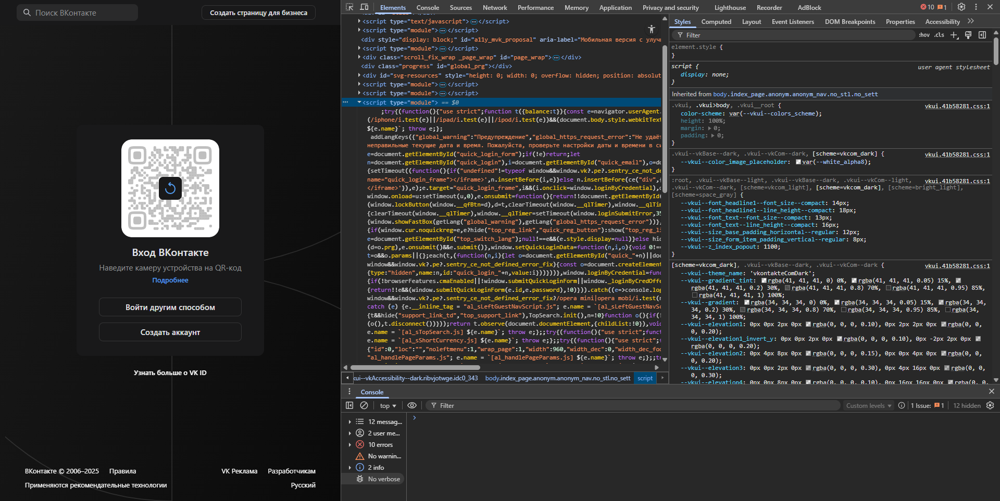 Поиск ВКонтакте
Создать страницу для бизнеса
Вход ВКонтакте
Наведите камеру устройства на QR-код
Подробнее
Войти другим способом
Создать аккаунт
Узнать больше о VK ID
ВКонтакте © 2006–2025 Правила VK Реклама Разработчикам
Применяются рекомендательные технологии Русский
Elements Console Sources Network Performance Memory Application Privacy and security Lighthouse Recorder AdBlock 10 1
<script type="text/javascript"> ⋯ </script>
<script type="module"> ⋯ </script>
<div style="display: block;" id="a11y_mvk_proposal" aria-label="Мобильная версия с
<script type="module"> ⋯ </script>
<div class="scroll_fix_wrap _page_wrap" id="page_wrap"> ⋯ </div>
<div class="progress" id="global_prg"></div>
<div id="svg-resources" style="height: 0; width: 0; overflow: hidden; position:
<script type="module"> ⋯ </script>
<script type="module"> ⋯ </script>
⋯ <script type="module"> == $0
;try{(function(){"use strict";function t({balance:t}){const e=navigator.userAgent.
(/iphone/i.test(e)||/ipad/i.test(e)||/ipod/i.test(e))&&(document.body.style.webkitText
${e.name}`; throw e;};
addLangKeys({"global_warning":"Предупреждение","global_https_request_error":"Не
неправильные текущие дата и время. Пожалуйста, проверьте настройки даты и времени в
e=document.getElementById("quick_login_form");if(!e)return;let
n=document.getElementById("quick_login"),i=document.getElementById("quick_email"),
{setTimeout((function(){if("undefined"!=typeof window&&window.vk?.pe?.sentry_ce_not_de
name="quick_login_frame"></iframe>',n.insertBefore(i,e)}else n.insertBefore(ce("div",{
</iframe>'}),e);e.target="quick_login_frame",i&&(i.onclick=window.loginByCredential),
window.onload=u:setTimeout(u,0),e.onsubmit=function(){return!!document.getElementById(
(window.lockButton(window.__qfBtn=d),d=t,clearTimeout(window.__qlTimer),window.__qlTim
{clearTimeout(window.__qlTimer),window.__qlTimer=setTimeout(window.loginSubmitError,
{window.showFastBox(getLang("global_warning"),getLang("global_https_request_error"))},
{if(window.cur.noquickreg=e,e?hide("top_reg_link","quick_reg_button"):show("top_reg_li
e=document.getElementById("top_switch_lang");null!==e&&(e.style.display=null)}else
(d=o.prg),e.onsubmit()&&e.submit()},window.setQuickLoginData=function(n,i,o){void 0!==
t=o&&o.params||{};each(t,(function(n,i){let o=document.getElementById("quick_"+n)||
window&&window.vk?.pe?.sentry_ce_not_defined_error_fix){const o=document.createElement
{type:"hidden",name:n,id:"quick_login_"+n,value:i}))}))},window.loginByCredential=
{if(!browserFeatures.cmaEnabled||!window.submitQuickLoginForm||window._loginByCredOffe
{return!!e&&(window.submitQuickLoginForm(e.id,e.password),!0)})).catch((e=>console.
window&&window.vk?.pe?.sentry_ce_not_defined_error_fix?/opera mini|opera mobi/i.test(
catch (e) {e.__inline_tag = "al_sLeftGuestNavScript.js"; e.name = `[al_sLeftGuestNavSc
{t&&hide("support_link_td","top_support_link"),TopSearch.init(),n=!0}function o(){if(!
(o(),t.disconnect())}));return t.observe(document.documentElement,{childList:!0}),void
e.name = `[al_sTopSearch.js] ${e.name}`; throw e;};;try{(function(){"use strict";
e.name = `[al_sShortCurrency.js] ${e.name}`; throw e;};;try{(function(){"use strict";
{"id":0,"loc":"","noleftmenu":1,"wrap_page":1,"width":960,"width_dec":0,"width_dec_foo
"al_handlePageParams.js"; e.name = `[al_handlePageParams.js] ${e.name}`; throw e;};;
kui--vkAccessibility--dark.ribvjotwge.idc0_343 body.index_page.anonym.anonym_nav.no_stl.no_sett script
Styles Computed Layout Event Listeners DOM Breakpoints Properties Accessibility
Filter :hov .cls
element.style {
}
script { user agent stylesheet
display: none;
}
Inherited from body.index_page.anonym.anonym_nav.no_stl.no_sett
.vkui, .vkui>body, .vkui__root { vkui.41b58281.css:1
color-scheme: var(--vkui--colors_scheme);
height: 100%;
margin: 0;
padding: 0;
}
.vkui--vkBase--dark, .vkui--vkCom--dark, [scheme=vkcom_dark] { vkui.41b58281.css:1
--vkui--color_image_placeholder: var(--white_alpha8);
}
:root, .vkui--vkBase--light, .vkui--vkBase--dark, .vkui--vkCom--light, vkui.41b58281.css:1
.vkui--vkCom--dark, [scheme=vkcom_light], [scheme=vkcom_dark], [scheme=bright_light],
[scheme=space_gray] {
--vkui--font_headline1--font_size--compact: 14px;
--vkui--font_headline1--line_height--compact: 18px;
--vkui--font_text--font_size--compact: 13px;
--vkui--font_text--line_height--compact: 16px;
--vkui--size_base_padding_horizontal--regular: 12px;
--vkui--size_form_item_padding_vertical--regular: 8px;
--vkui--z_index_popout: 1100;
}
[scheme=vkcom_dark], .vkui--vkBase--dark, .vkui--vkCom--dark { vkui.41b58281.css:1
--vkui--theme_name: 'vkontakteComDark';
--vkui--gradient_tint: rgba(41, 41, 41, 0) 0%, rgba(41, 41, 41, 0.05) 15%,
rgba(41, 41, 41, 0.2) 30%, rgba(41, 41, 41, 0.8) 70%, rgba(41, 41, 41, 0.95) 85%,
rgba(41, 41, 41, 1) 100%;
--vkui--gradient: rgba(34, 34, 34, 0) 0%, rgba(34, 34, 34, 0.05) 15%, rgba(34, 34,
34, 0.2) 30%, rgba(34, 34, 34, 0.8) 70%, rgba(34, 34, 34, 0.95) 85%, rgba(34,
34, 34, 1) 100%;
--vkui--elevation1: 0px 0px 2px 0px rgba(0, 0, 0, 0.10), 0px 2px 2px 0px rgba(0, 0,
0, 0.20);
--vkui--elevation1_invert_y: 0px 0px 2px 0px rgba(0, 0, 0, 0.10), 0px -2px 2px 0px
rgba(0, 0, 0, 0.20);
--vkui--elevation2: 0px 4px 8px 0px rgba(0, 0, 0, 0.15), 0px 0px 4px 0px rgba(0, 0,
0, 0.20);
--vkui--elevation3: 0px 0px 2px 0px rgba(0, 0, 0, 0.30), 0px 4px 16px 0px rgba(0, 0,
0, 0.30);
--vkui--elevation4: 0px 0px 8px 0px rgba(0, 0, 0, 0.10), 0px 16px 16px 0px rgba(0, 0,
Console
top Filter Custom levels 1 Issue: 1 12 hidden
12 messag...
2 user me...
10 errors
No warnin...
2 info
No verbose